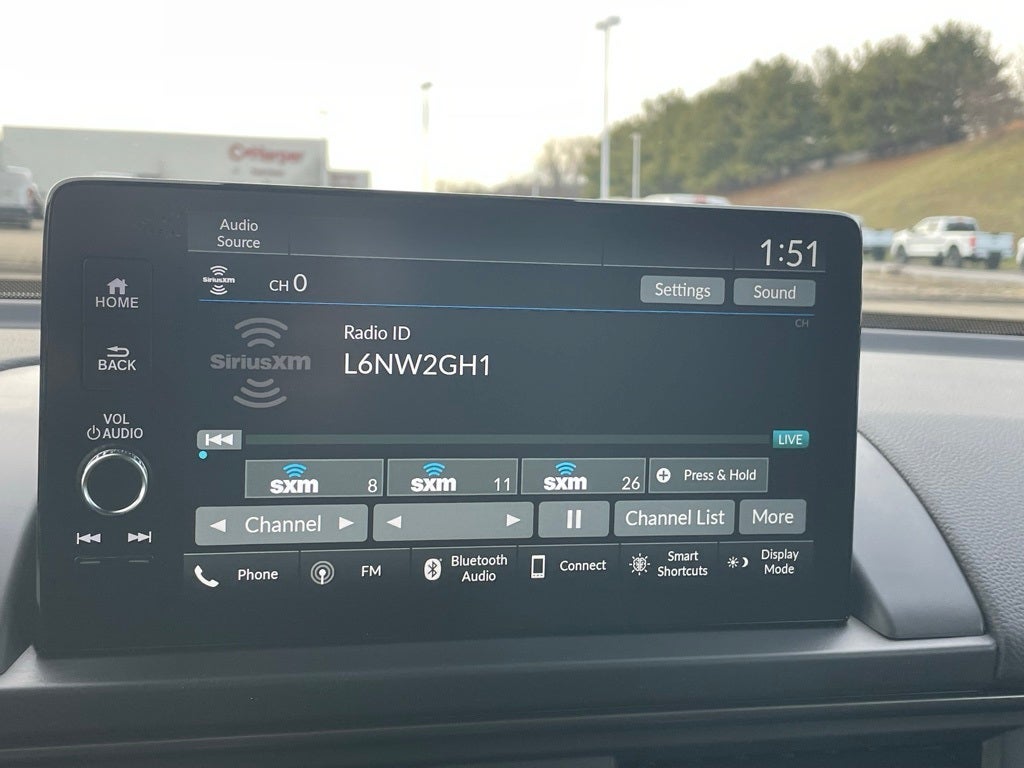 C Harper
Audio
Source
1:51
SiriusXM
CH 0
Settings
Sound
CH
HOME
BACK
VOL
AUDIO
SiriusXM
Radio ID
L6NW2GH1
LIVE
sxm 8
sxm 11
sxm 26
+ Press & Hold
Channel
Channel List
More
Phone
FM
Bluetooth
Audio
Connect
Smart
Shortcuts
Display
Mode